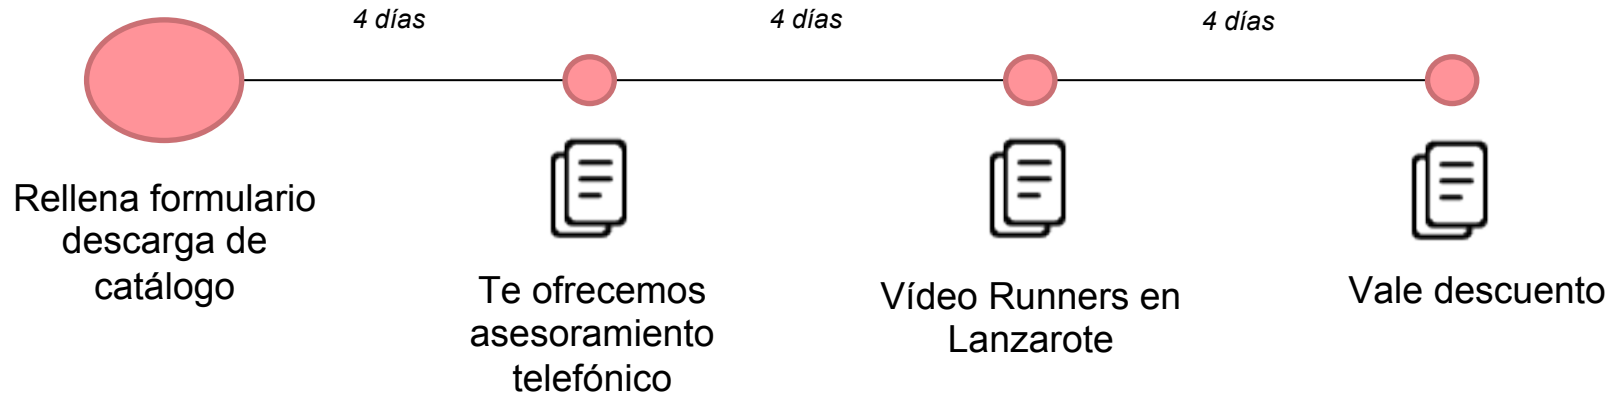 4 días
4 días
4 días
Rellena formulario
descarga de
catálogo
Te ofrecemos
asesoramiento
telefónico
Vídeo Runners en
Lanzarote
Vale descuento